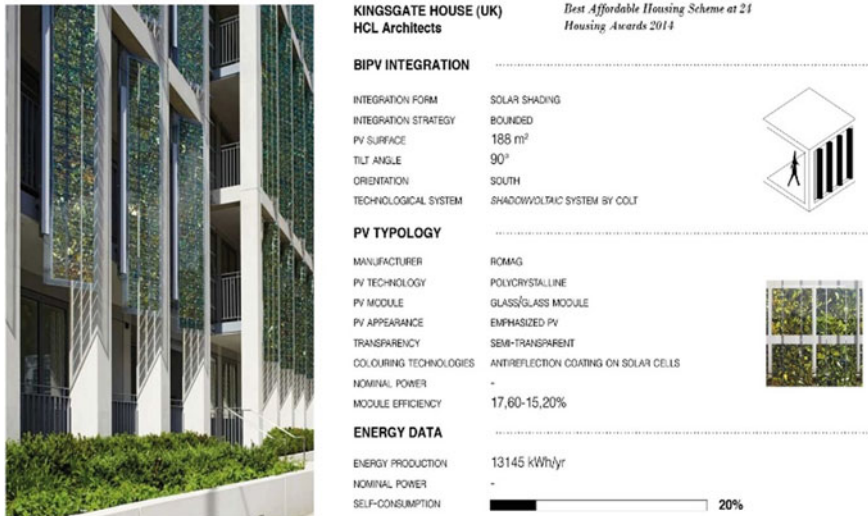 KINGSGATE HOUSE (UK)
HCL Architects
Best Affordable Housing Scheme at 24
Housing Awards 2014
BIPV INTEGRATION
INTEGRATION FORM SOLAR SHADING
INTEGRATION STRATEGY BOUNDED
PV SURFACE 188 m²
TILT ANGLE 90°
ORIENTATION SOUTH
TECHNOLOGICAL SYSTEM SHADOWVOLTAIC SYSTEM BY COLT
PV TYPOLOGY
MANUFACTURER ROMAG
PV TECHNOLOGY POLYCRYSTALLINE
PV MODULE GLASS/GLASS MODULE
PV APPEARANCE EMPHASIZED PV
TRANSPARENCY SEMI-TRANSPARENT
COLOURING TECHNOLOGIES ANTIREFLECTION COATING ON SOLAR CELLS
NOMINAL POWER -
MODULE EFFICIENCY 17,60-15,20%
ENERGY DATA
ENERGY PRODUCTION 13145 kWh/yr
NOMINAL POWER -
SELF-CONSUMPTION 20%